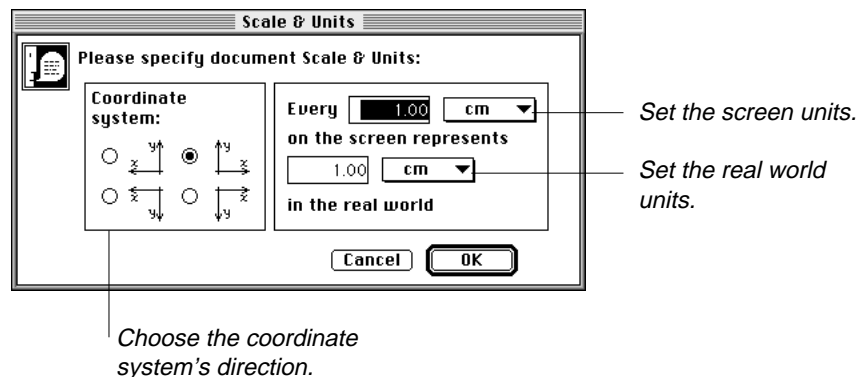 Scale & Units
Please specify document Scale & Units:
Coordinate
system:
y y
x x
x x
y y
Every 1.00 cm
on the screen represents
1.00 cm
in the real world
Cancel OK
Set the screen units.
Set the real world
units.
Choose the coordinate
system's direction.